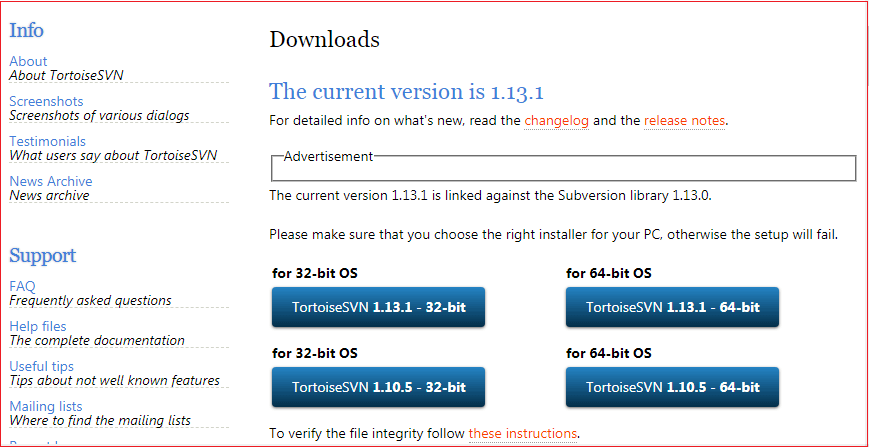 Info
About
About TortoiseSVN
Screenshots
Screenshots of various dialogs
Testimonials
What users say about TortoiseSVN
News Archive
News archive
Support
FAQ
Frequently asked questions
Help files
The complete documentation
Useful tips
Tips about not well known features
Mailing lists
Where to find the mailing lists
Downloads
The current version is 1.13.1
For detailed info on what's new, read the changelog and the release notes.
Advertisement
The current version 1.13.1 is linked against the Subversion library 1.13.0.
Please make sure that you choose the right installer for your PC, otherwise the setup will fail.
for 32-bit OS
for 64-bit OS
TortoiseSVN 1.13.1 - 32-bit
TortoiseSVN 1.13.1 - 64-bit
for 32-bit OS
for 64-bit OS
TortoiseSVN 1.10.5 - 32-bit
TortoiseSVN 1.10.5 - 64-bit
To verify the file integrity follow these instructions.